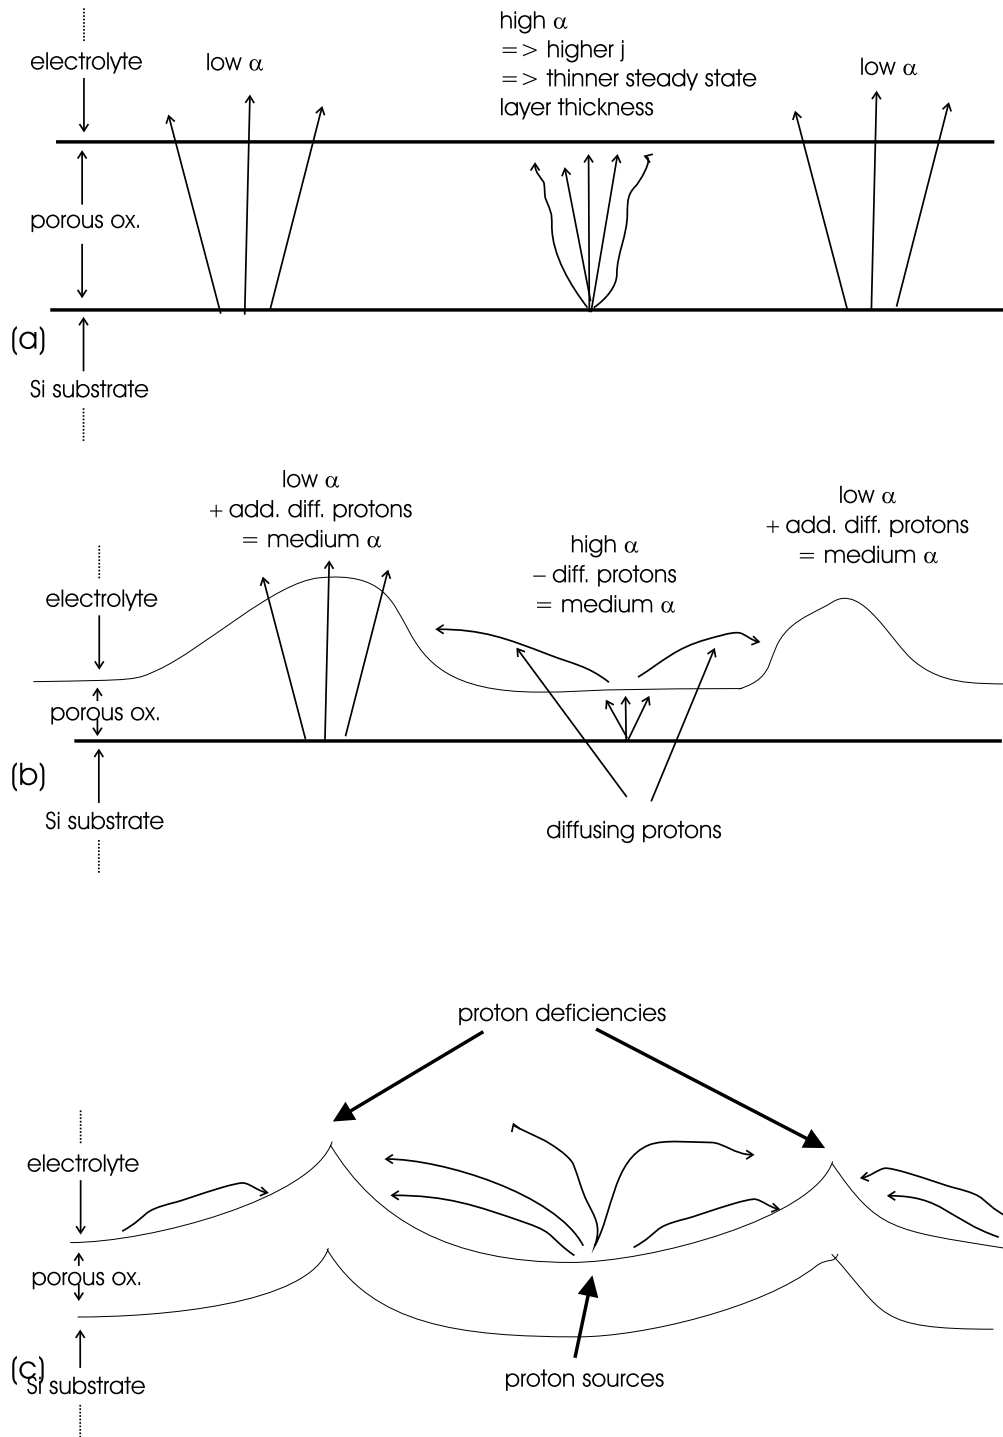 high α
=> higher j
=> thinner steady state
layer thickness
electrolyte
low α
low α
porous ox.
(a)
Si substrate
low α
+ add. diff. protons
= medium α
low α
+ add. diff. protons
= medium α
high α
− diff. protons
= medium α
electrolyte
porous ox.
(b)
Si substrate
diffusing protons
proton deficiencies
electrolyte
porous ox.
(c)
Si substrate
proton sources